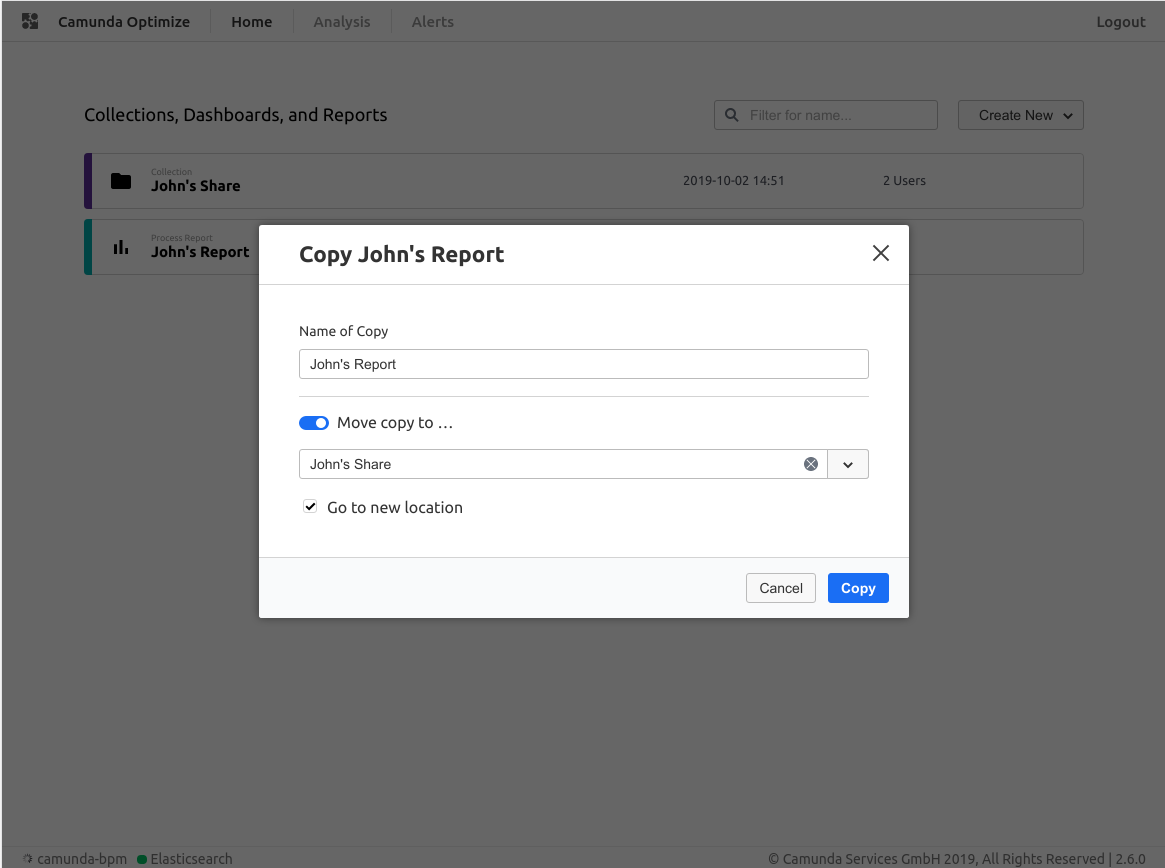 Camunda Optimize Home Analysis Alerts Logout
Collections, Dashboards, and Reports Filter for name... Create New
Collection
John's Share 2019-10-02 14:51 2 Users
Process Report
John's Report
Copy John's Report
Name of Copy
John's Report
Move copy to …
John's Share
Go to new location
Cancel Copy
camunda-bpm Elasticsearch © Camunda Services GmbH 2019, All Rights Reserved | 2.6.0